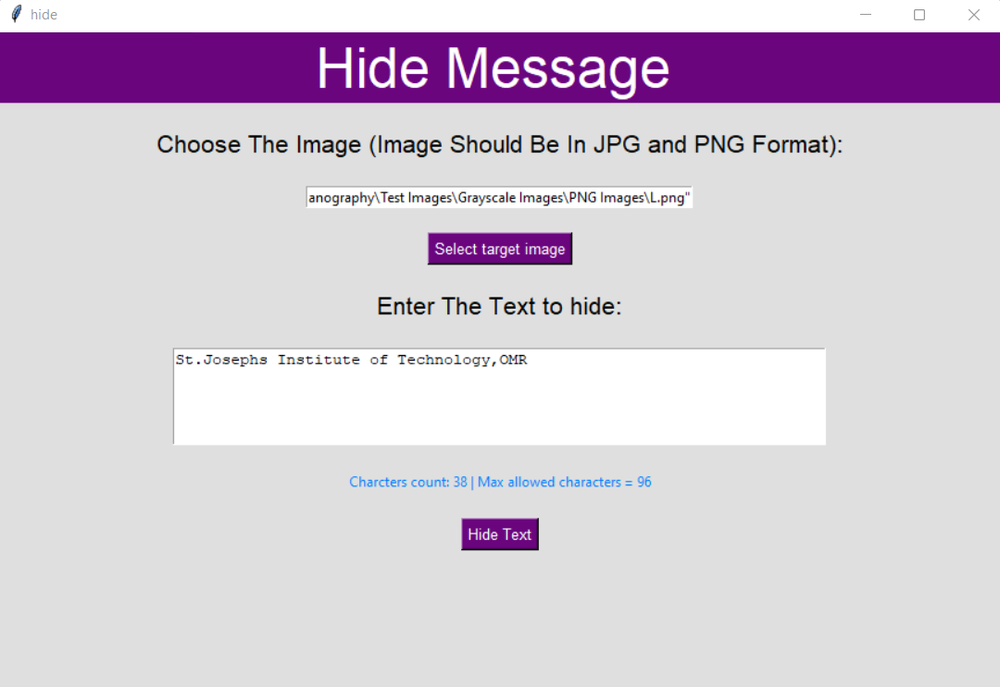 hide
Hide Message
Choose The Image (Image Should Be In JPG and PNG Format):
anography\Test Images\Grayscale Images\PNG Images\L.png"
Select target image
Enter The Text to hide:
St.Josephs Institute of Technology,OMR
Charcters count: 38 | Max allowed characters = 96
Hide Text